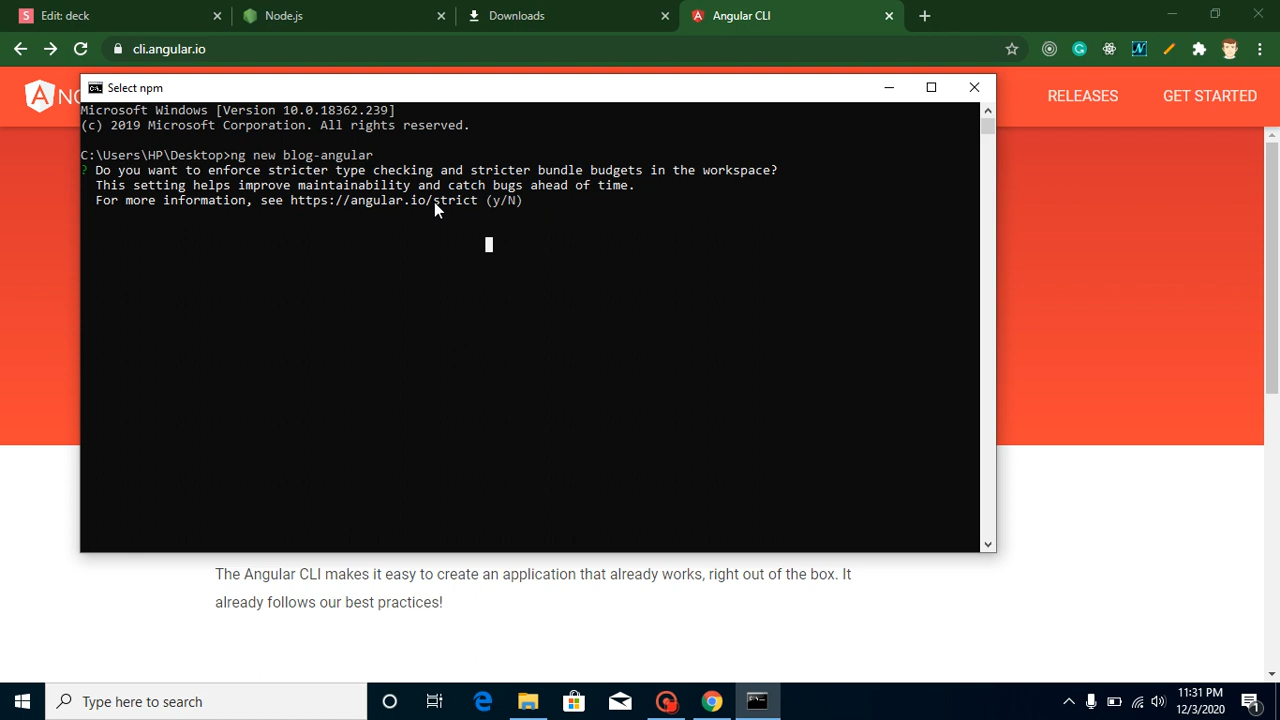 Edit: deck
Node.js
Downloads
Angular CLI
cli.angular.io
RELEASES
GET STARTED
Select npm
Microsoft Windows [Version 10.0.18362.239]
(c) 2019 Microsoft Corporation. All rights reserved.
C:\Users\HP\Desktop>ng new blog-angular
? Do you want to enforce stricter type checking and stricter bundle budgets in the workspace?
This setting helps improve maintainability and catch bugs ahead of time.
For more information, see https://angular.io/strict (y/N)
The Angular CLI makes it easy to create an application that already works, right out of the box. It
already follows our best practices!
Type here to search
11:31 PM
12/3/2020
1